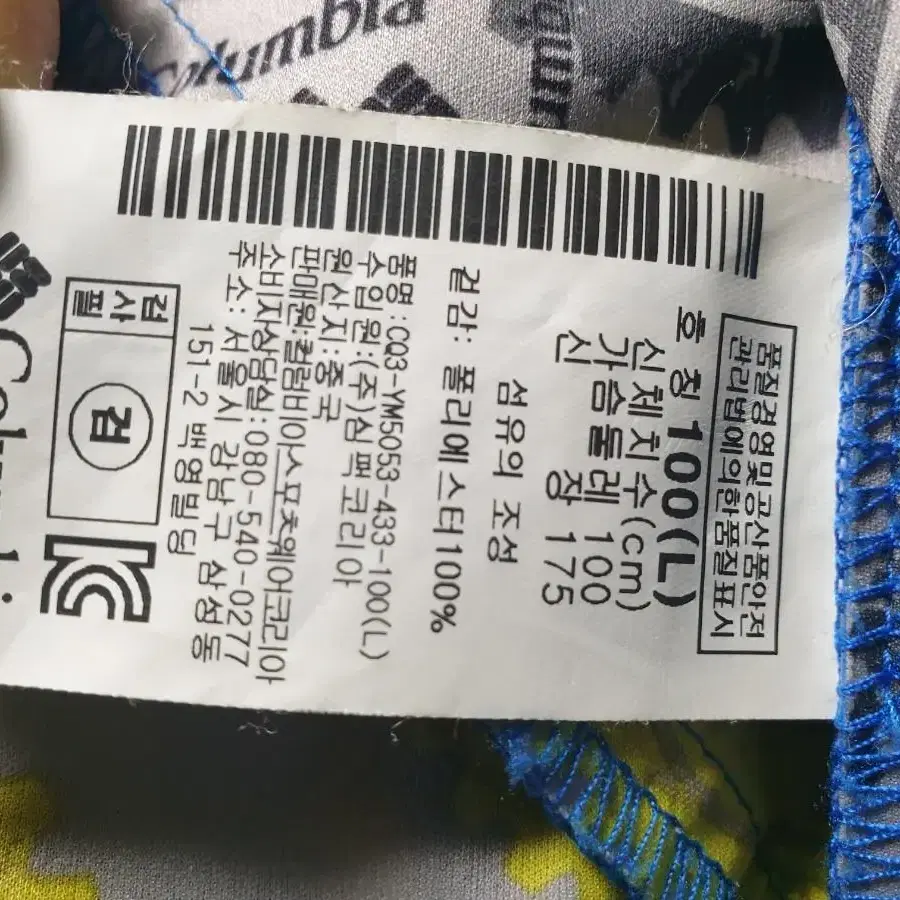 Columbia
품질경영및공산품안전
관리법에의한품질표시
호 칭 100(L)
신체치수(cm)
가슴둘레 100
신 장 175
섬유의 조성
겉감: 폴리에스터100%
품명:CQ3-YM5053-433-100(L)
수입원:(주)심팩코리아
원산지:중국
판매원:컬럼비아스포츠웨어코리아
소비자상담실:080-540-0277
주소: 서울시 강남구 삼성동
151-2 백영빌딩
검사필
검